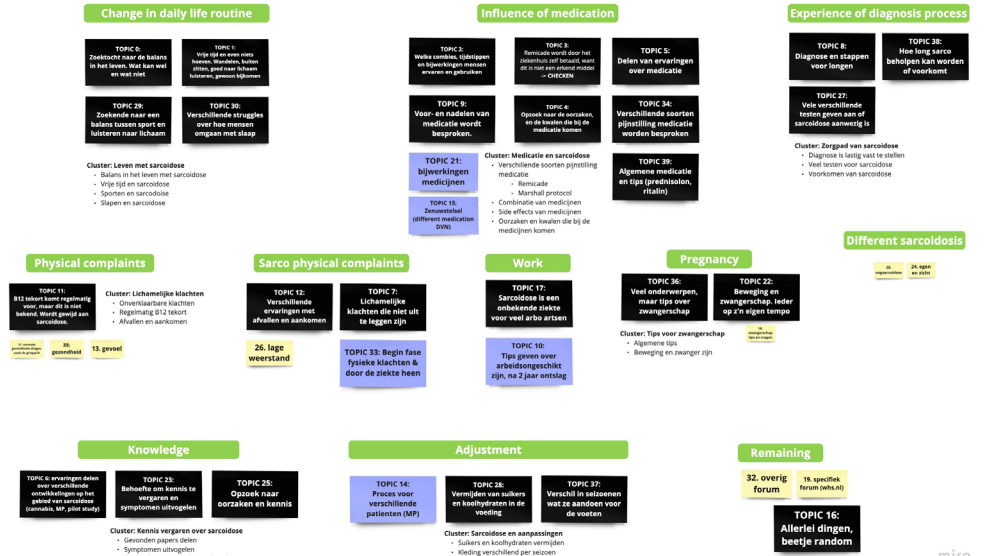 Change in daily life routine
Influence of medication
Experience of diagnosis process
TOPIC 0:
Zoektocht naar de balans
in het leven. Wat kan wel
en wat niet
TOPIC 1:
Vrije tijd en even niets
hoeven. Wandelen, buiten
zitten, goed naar lichaam
luisteren, gewoon bijkomen
TOPIC 29:
Zoekende naar een
balans tussen sport en
luisteren naar lichaam
TOPIC 30:
Verschillende struggles
over hoe mensen
omgaan met slaap
Cluster: Leven met sarcoidose
• Balans in het leven met sarcoidose
• Vrije tijd en sarcoidose
• Sporten en sarcodoise
• Slapen en sarcoidose
TOPIC 2:
Welke combies, tijdstippen
en bijwerkingen mensen
ervaren en gebruiken
TOPIC 3:
Remicade wordt door het
ziekenhuis zelf betaald, want
dit is niet een erkend middel
-> CHECKEN
TOPIC 5:
Delen van ervaringen
over medicatie
TOPIC 9:
Voor- en nadelen van
medicatie wordt
besproken.
TOPIC 4:
Opzoek naar de oorzaken,
en de kwalen die bij de
medicatie komen
TOPIC 34:
Verschillende soorten
pijnstilling medicatie
worden besproken
TOPIC 21:
bijwerkingen
medicijnen
TOPIC 15:
Zenuwstelsel
(different medication
DVN)
Cluster: Medicatie en sarcoidose
• Verschillende soorten pijnstilling
medicatie
• Remicade
• Marshall protocol
• Combinatie van medicijnen
• Side effects van medicijnen
• Oorzaken en kwalen die bij de
medicijnen komen
TOPIC 39:
Algemene medicatie
en tips (prednisolon,
ritalin)
TOPIC 8:
Diagnose en stappen
voor longen
TOPIC 38:
Hoe long sarco
behoipen kan worden
of voorkomt
TOPIC 27:
Vele verschillende
testen geven aan of
sarcoidose aanwezig is
Cluster: Zorgpad van sarcoidose
• Diagnose is lastig vast te stellen
• Veel testen voor sarcoidose
• Voorkomen van sarcoidose
Different sarcoidosis
24. ogen
en zicht
Physical complaints
Sarco physical complaints
Work
Pregnancy
TOPIC 11:
B12 tekort komt regelmatig
voor, maar dit is niet
bekend. Wordt gewijd aan
sarcoidose.
Cluster: Lichamelijke klachten
• Onverklaarbare klachten
• Regelmatig B12 tekort
• Afvallen en aankomen
35:
gezondheid
13. gevoel
TOPIC 12:
Verschillende
ervaringen met
afvallen en aankomen
TOPIC 7:
Lichamelijke
klachten die niet uit
te leggen zijn
26. lage
weerstand
TOPIC 33: Begin fase
fysieke klachten &
door de ziekte heen
TOPIC 17:
Sarcoidose is een
onbekende ziekte
voor veel arbo artsen
TOPIC 10:
Tips geven over
arbeidsongeschikt
zijn, na 2 jaar ontslag
TOPIC 36:
Veel onderwerpen,
maar tips over
zwangerschap
TOPIC 22:
Beweging en
zwangerschap. Ieder
op z'n eigen tempo
Cluster: Tips voor zwangerschap
• Algemene tips
• Beweging en zwanger zijn
zwangerschap
tips en vragen
Knowledge
Adjustment
Remaining
TOPIC 6: ervaringen delen
over verschillende
ontwikkelingen op het
gebied van sarcoidose
(cannabis, MP, pilot study)
TOPIC 23:
Behoefte om kennis te
vergaren en
symptomen uitvogelen
TOPIC 25:
Opzoek naar
oorzaken en kennis
Cluster: Kennis vergaren over sarcoidose
• Gevonden papers delen
• Symptomen uitvogelen
TOPIC 14:
Proces voor
verschillende
patienten (MP)
TOPIC 28:
Vermijden van suikers
en koolhydraten in de
voeding
TOPIC 37:
Verschil in seizoenen
wat ze aandoen voor
de voeten
Cluster: Sarcoidose en aanpassingen
• Suikers en koolhydraten vermijden
• Kleding verschillend per seizoen
32. overig
forum
19. specifiek
forum (whs.nl)
TOPIC 16:
Allerlei dingen,
beetje random
miro